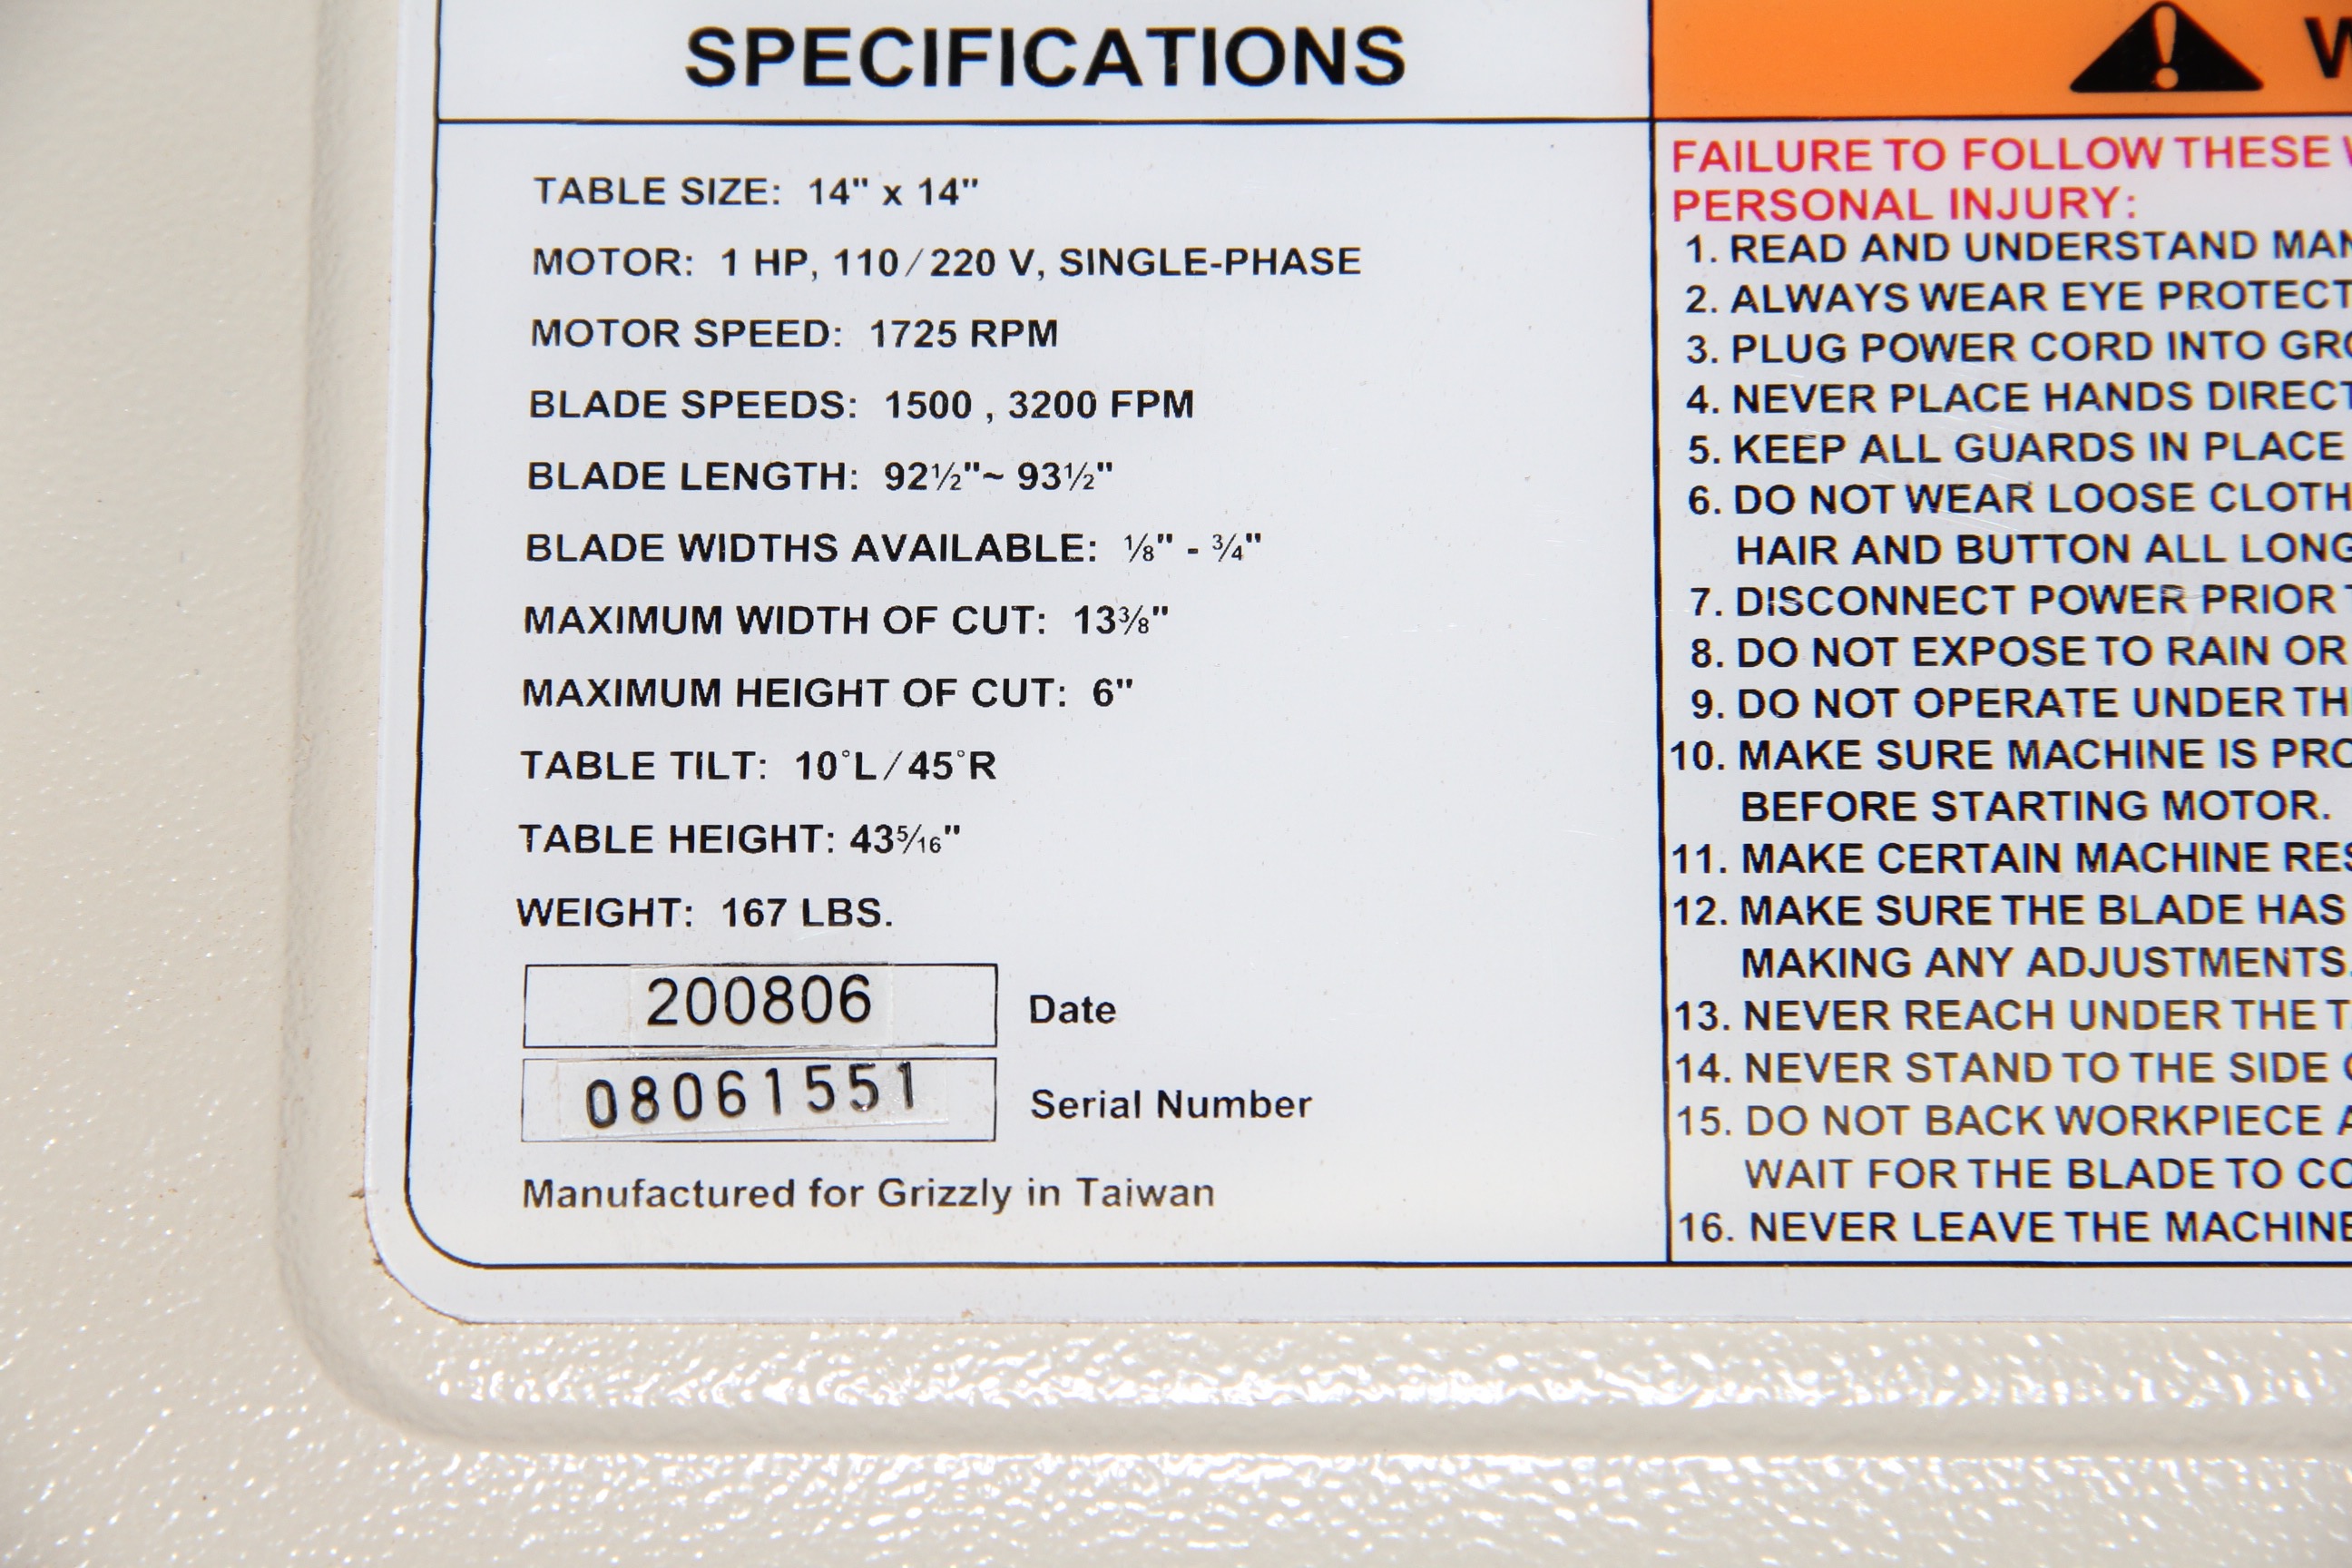 SPECIFICATIONS
TABLE SIZE: 14" x 14"
MOTOR: 1 HP, 110/220 V, SINGLE-PHASE
MOTOR SPEED: 1725 RPM
BLADE SPEEDS: 1500 , 3200 FPM
BLADE LENGTH: 92½"~ 93½"
BLADE WIDTHS AVAILABLE: ⅛" - ¾"
MAXIMUM WIDTH OF CUT: 13⅜"
MAXIMUM HEIGHT OF CUT: 6"
TABLE TILT: 10°L/45°R
TABLE HEIGHT: 435⁄16"
WEIGHT: 167 LBS.
200806 Date
08061551 Serial Number
Manufactured for Grizzly in Taiwan
FAILURE TO FOLLOW THESE
PERSONAL INJURY:
1. READ AND UNDERSTAND
2. ALWAYS WEAR EYE
3. PLUG POWER CORD INTO
4. NEVER PLACE HANDS
5. KEEP ALL GUARDS IN PLACE
6. DO NOT WEAR LOOSE
HAIR AND BUTTON ALL LONG
7. DISCONNECT POWER PRIOR
8. DO NOT EXPOSE TO RAIN OR
9. DO NOT OPERATE UNDER
10. MAKE SURE MACHINE IS
BEFORE STARTING MOTOR.
11. MAKE CERTAIN MACHINE
12. MAKE SURE THE BLADE HAS
MAKING ANY ADJUSTMENTS.
13. NEVER REACH UNDER THE
14. NEVER STAND TO THE SIDE
15. DO NOT BACK WORKPIECE
WAIT FOR THE BLADE TO
16. NEVER LEAVE THE MACHINE